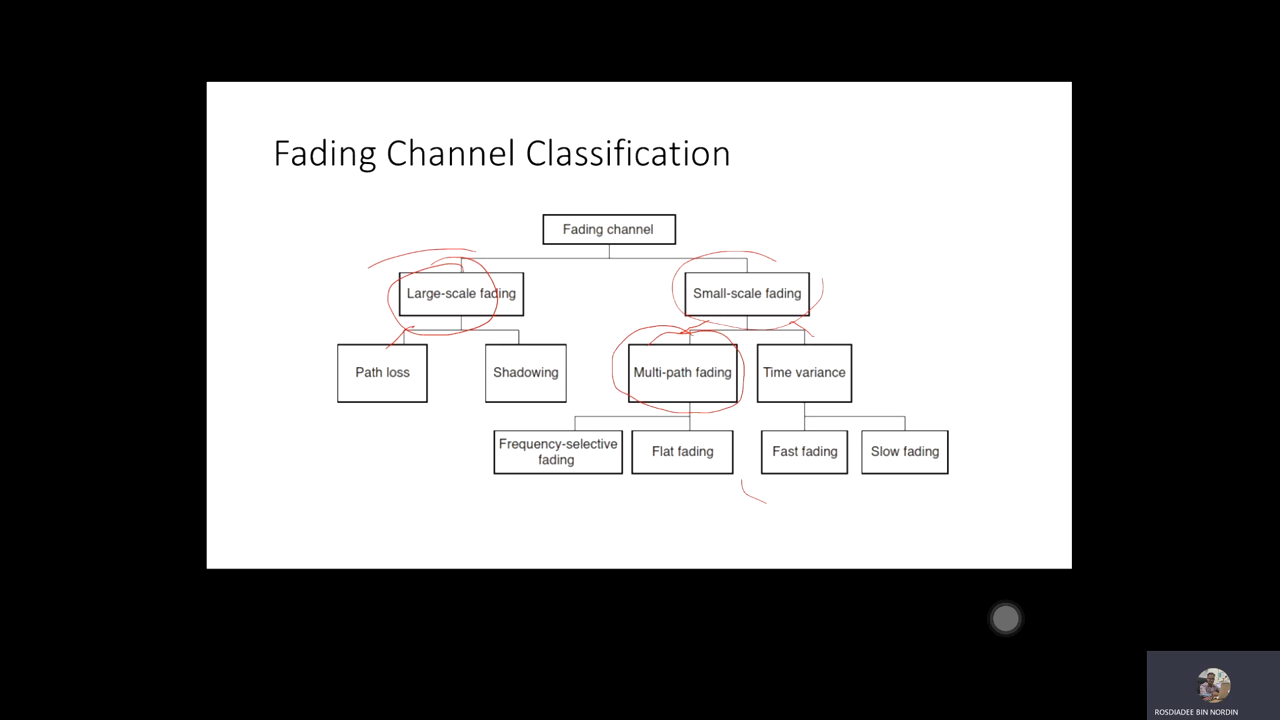 Fading Channel Classification
Fading channel
Large-scale fading
Small-scale fading
Path loss
Shadowing
Multi-path fading
Time variance
Frequency-selective
fading
Flat fading
Fast fading
Slow fading
ROSDIADEE BIN NORDIN